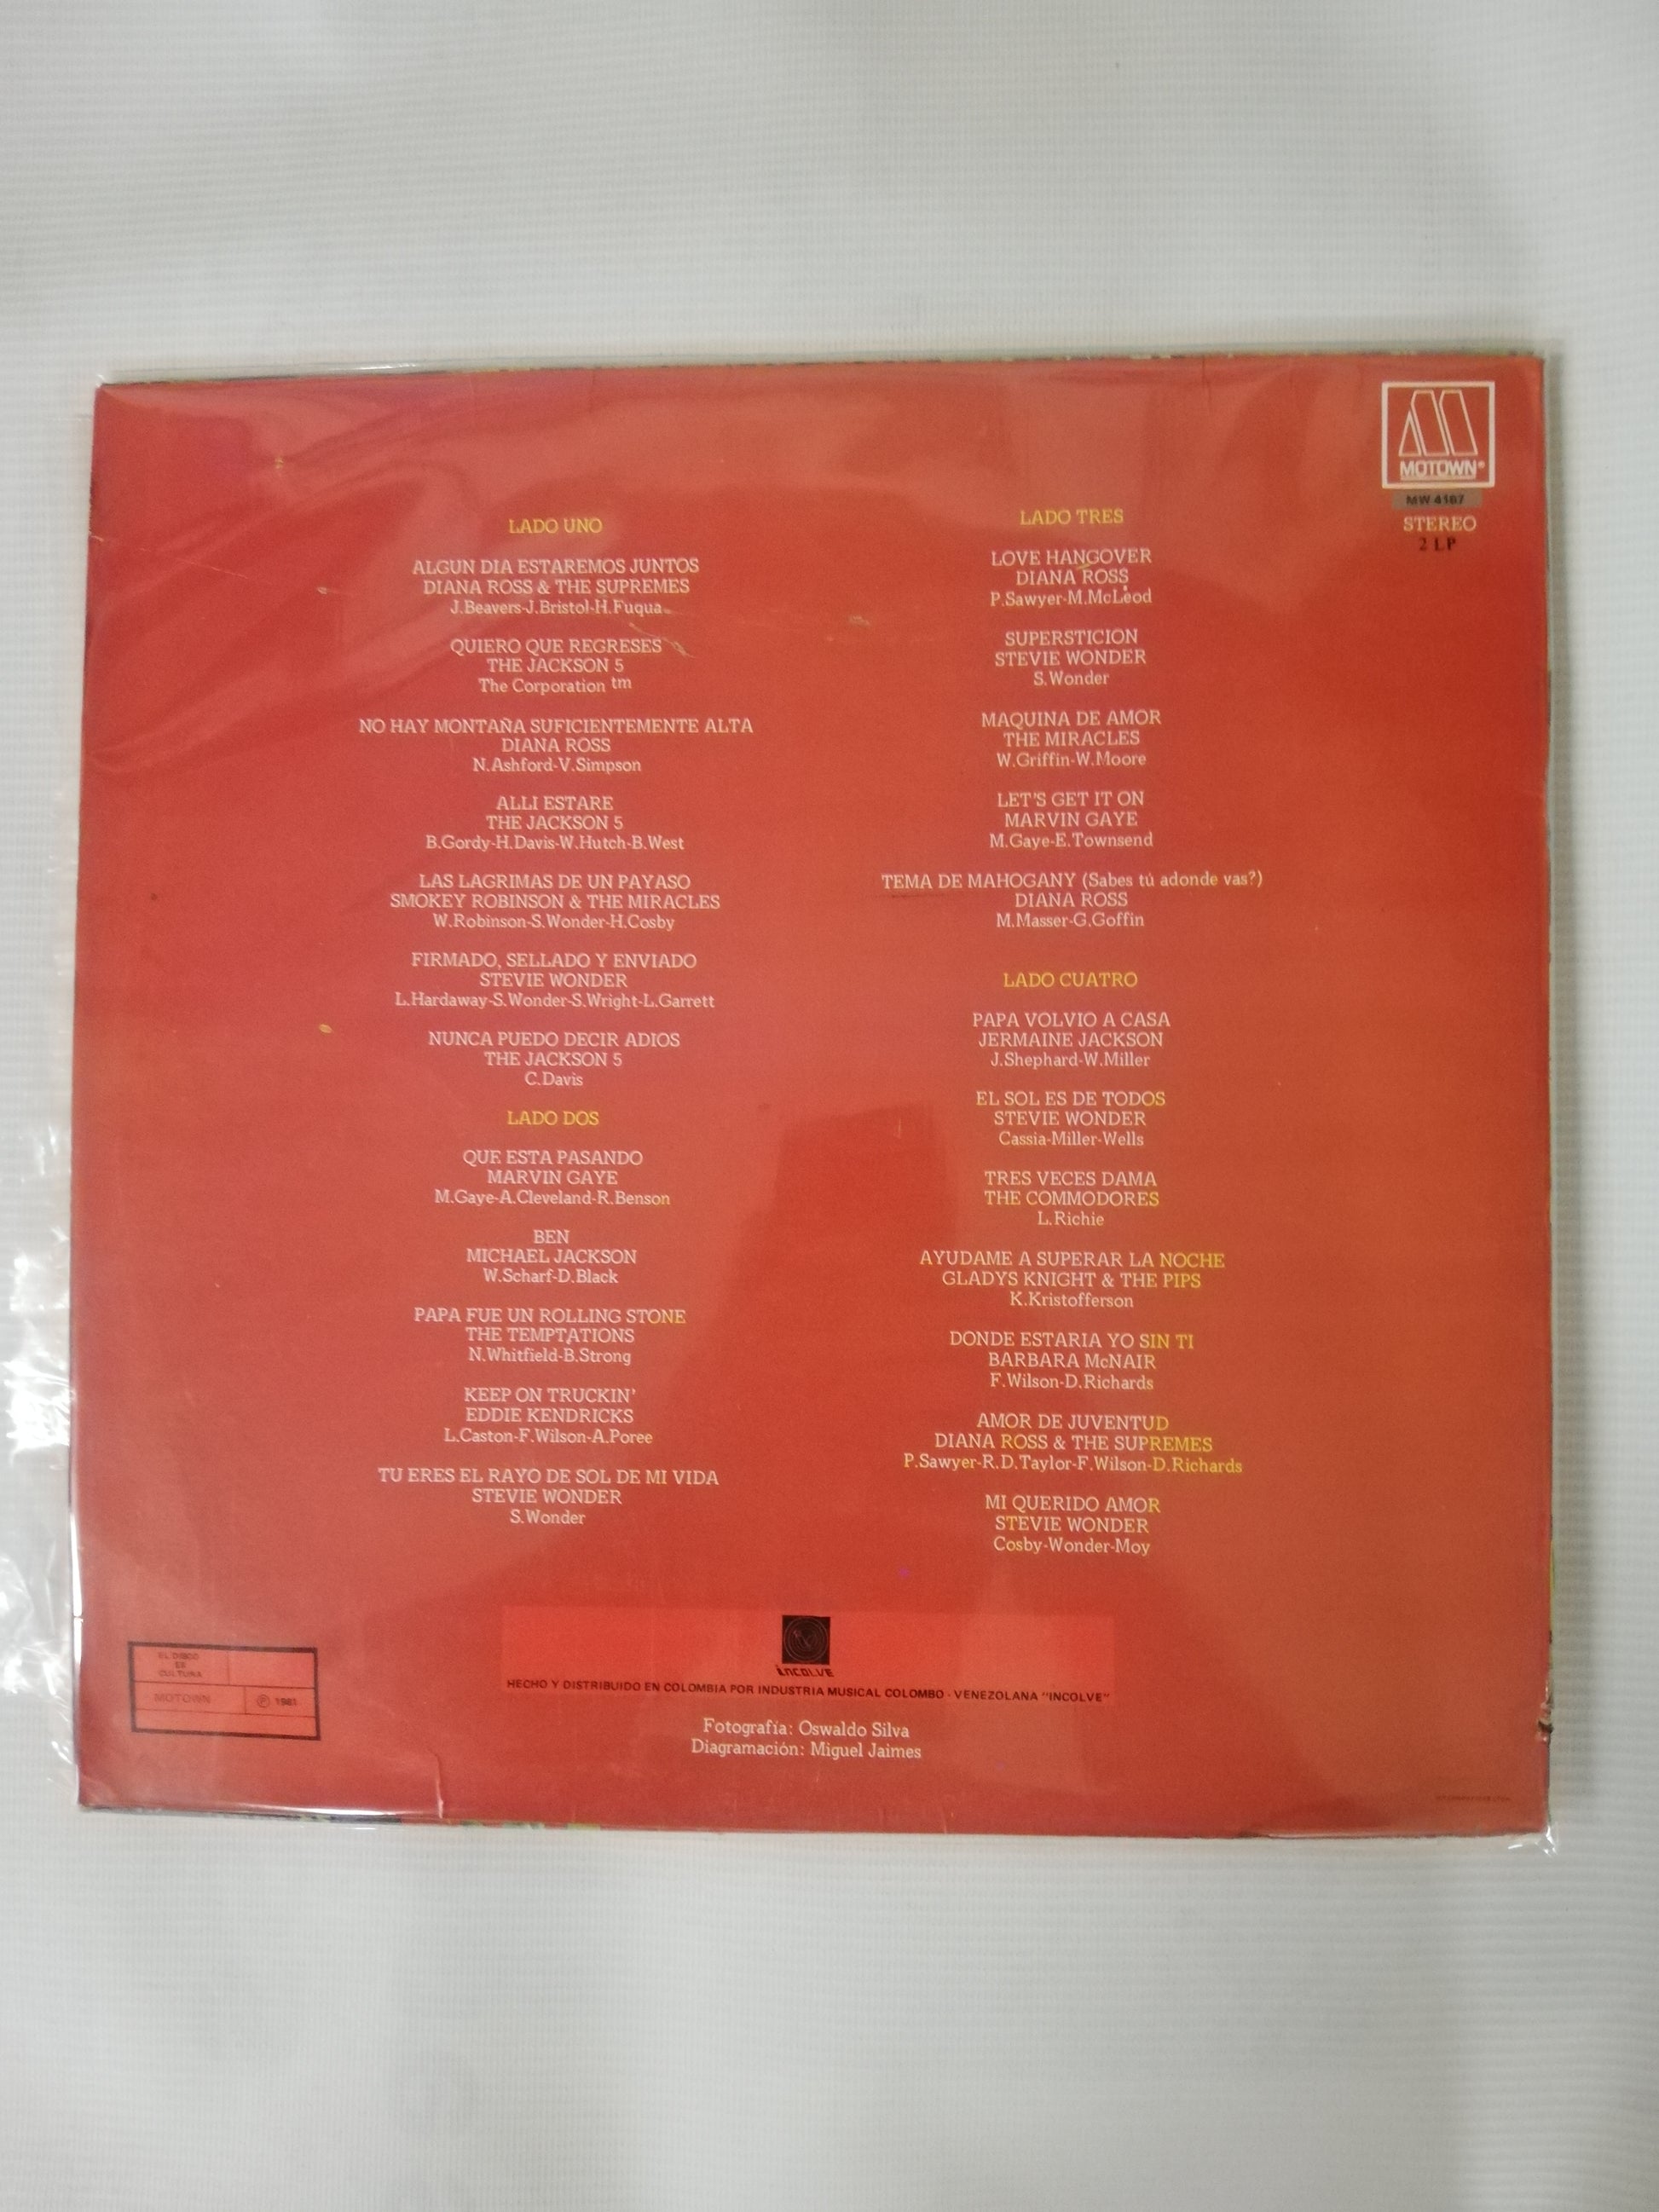 MOTOWN®
MW-4167
STEREO
2 LP
LADO UNO
ALGUN DIA ESTAREMOS JUNTOS
DIANA ROSS & THE SUPREMES
J.Beavers-J.Bristol-H.Fuqua
QUIERO QUE REGRESES
THE JACKSON 5
The Corporation tm
NO HAY MONTAÑA SUFICIENTEMENTE ALTA
DIANA ROSS
N.Ashford-V.Simpson
ALLI ESTARE
THE JACKSON 5
B.Gordy-H.Davis-W.Hutch-B.West
LAS LAGRIMAS DE UN PAYASO
SMOKEY ROBINSON & THE MIRACLES
W.Robinson-S.Wonder-H.Cosby
FIRMADO, SELLADO Y ENVIADO
STEVIE WONDER
L.Hardaway-S.Wonder-S.Wright-L.Garrett
NUNCA PUEDO DECIR ADIOS
THE JACKSON 5
C.Davis
LADO DOS
QUE ESTA PASANDO
MARVIN GAYE
M.Gaye-A.Cleveland-R.Benson
BEN
MICHAEL JACKSON
W.Scharf-D.Black
PAPA FUE UN ROLLING STONE
THE TEMPTATIONS
N.Whitfield-B.Strong
KEEP ON TRUCKIN'
EDDIE KENDRICKS
L.Caston-F.Wilson-A.Poree
TU ERES EL RAYO DE SOL DE MI VIDA
STEVIE WONDER
S.Wonder
LADO TRES
LOVE HANGOVER
DIANA ROSS
P.Sawyer-M.McLeod
SUPERSTICION
STEVIE WONDER
S.Wonder
MAQUINA DE AMOR
THE MIRACLES
W.Griffin-W.Moore
LET'S GET IT ON
MARVIN GAYE
M.Gaye-E.Townsend
TEMA DE MAHOGANY (Sabes tú adonde vas?)
DIANA ROSS
M.Masser-G.Goffin
LADO CUATRO
PAPA VOLVIO A CASA
JERMAINE JACKSON
J.Shephard-W.Miller
EL SOL ES DE TODOS
STEVIE WONDER
Cassia-Miller-Wells
TRES VECES DAMA
THE COMMODORES
L.Richie
AYUDAME A SUPERAR LA NOCHE
GLADYS KNIGHT & THE PIPS
K.Kristofferson
DONDE ESTARIA YO SIN TI
BARBARA McNAIR
F.Wilson-D.Richards
AMOR DE JUVENTUD
DIANA ROSS & THE SUPREMES
P.Sawyer-R.D.Taylor-F.Wilson-D.Richards
MI QUERIDO AMOR
STEVIE WONDER
Cosby-Wonder-Moy
EL DISCO
ES
CULTURA
MOTOWN
Ⓟ 1981
incolve
HECHO Y DISTRIBUIDO EN COLOMBIA POR INDUSTRIA MUSICAL COLOMBO - VENEZOLANA "INCOLVE"
Fotografía: Oswaldo Silva
Diagramación: Miguel Jaimes